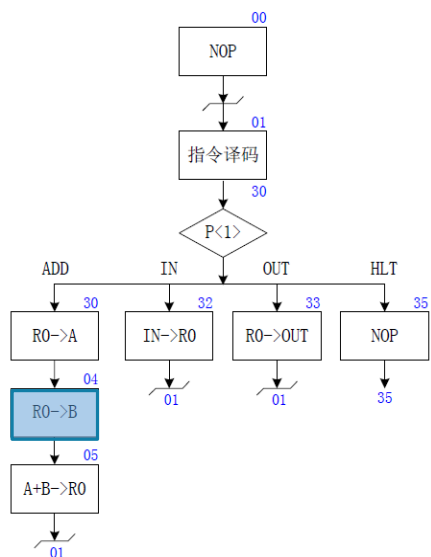 00
NOP
01
指令译码
30
P<1>
ADD IN OUT HLT
30 32 33 35
R0->A IN->R0 R0->OUT NOP
04
R0->B
01 01 35
05
A+B->R0
01